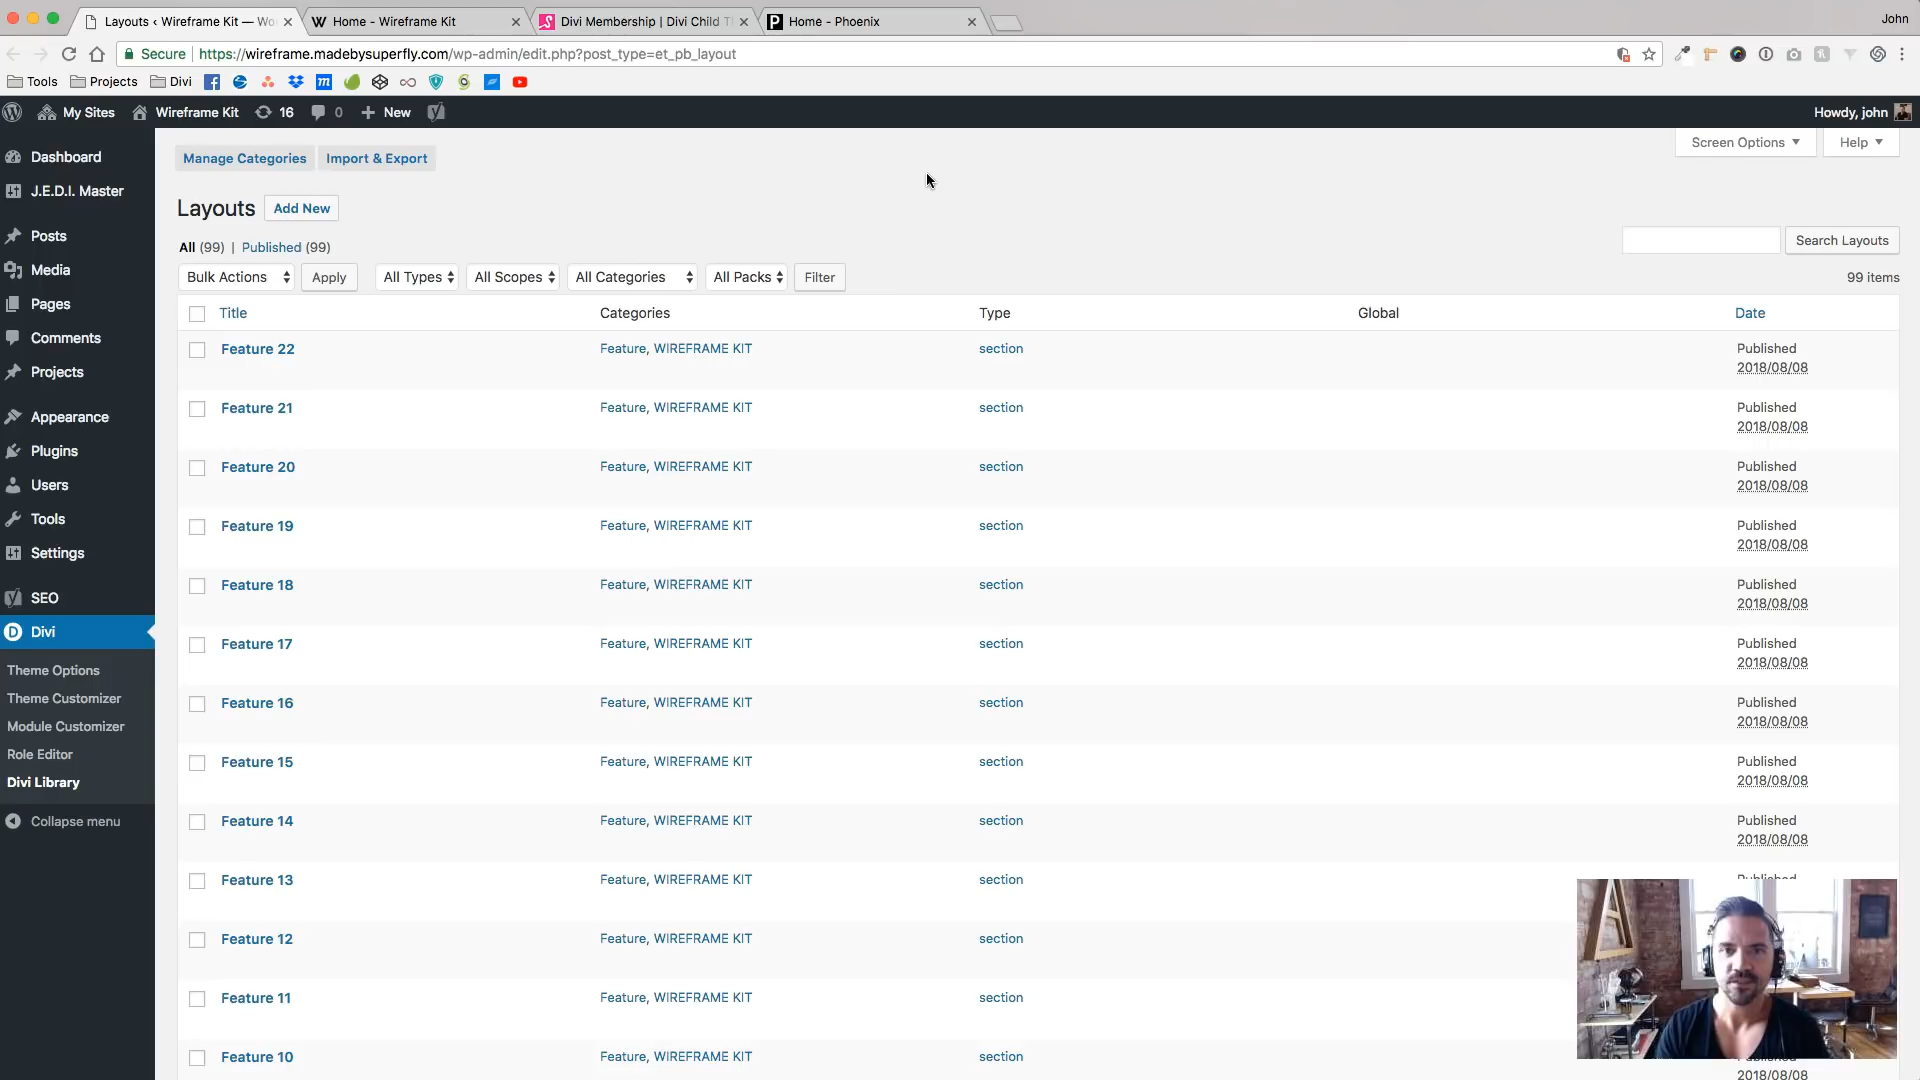 Layouts ‹ Wireframe Kit — Wo
Home - Wireframe Kit
Divi Membership | Divi Child T
Home - Phoenix
John
Secure
https://wireframe.madebysuperfly.com/wp-admin/edit.php?post_type=et_pb_layout
Tools
Projects
Divi
My Sites
Wireframe Kit
16
0
New
Howdy, john
Dashboard
J.E.D.I. Master
Posts
Media
Pages
Comments
Projects
Appearance
Plugins
Users
Tools
Settings
SEO
Divi
Theme Options
Theme Customizer
Module Customizer
Role Editor
Divi Library
Collapse menu
Manage Categories
Import & Export
Screen Options
Help
Layouts
Add New
All (99) | Published (99)
Search Layouts
Bulk Actions
Apply
All Types
All Scopes
All Categories
All Packs
Filter
99 items
Title Categories Type Global Date
Feature 22 Feature, WIREFRAME KIT section Published
2018/08/08
Feature 21 Feature, WIREFRAME KIT section Published
2018/08/08
Feature 20 Feature, WIREFRAME KIT section Published
2018/08/08
Feature 19 Feature, WIREFRAME KIT section Published
2018/08/08
Feature 18 Feature, WIREFRAME KIT section Published
2018/08/08
Feature 17 Feature, WIREFRAME KIT section Published
2018/08/08
Feature 16 Feature, WIREFRAME KIT section Published
2018/08/08
Feature 15 Feature, WIREFRAME KIT section Published
2018/08/08
Feature 14 Feature, WIREFRAME KIT section Published
2018/08/08
Feature 13 Feature, WIREFRAME KIT section
Feature 12 Feature, WIREFRAME KIT section
Feature 11 Feature, WIREFRAME KIT section
Feature 10 Feature, WIREFRAME KIT section
2018/08/08